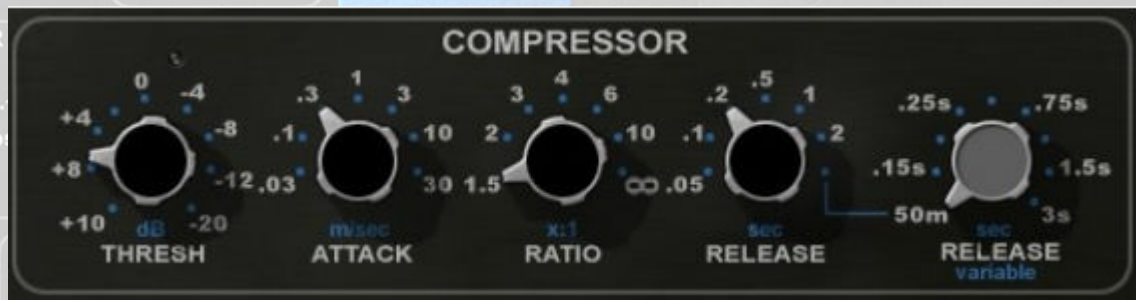 COMPRESSOR
+10 +8 +4 0 -4 -8 -12 -20
dB
THRESH
.03 .1 .3 1 3 10 30
m/sec
ATTACK
1.5 2 3 4 6 10 ∞
x:1
RATIO
.05 .1 .2 .5 1 2
sec
RELEASE
50m .15s .25s .75s 1.5s 3s
sec
RELEASE
variable